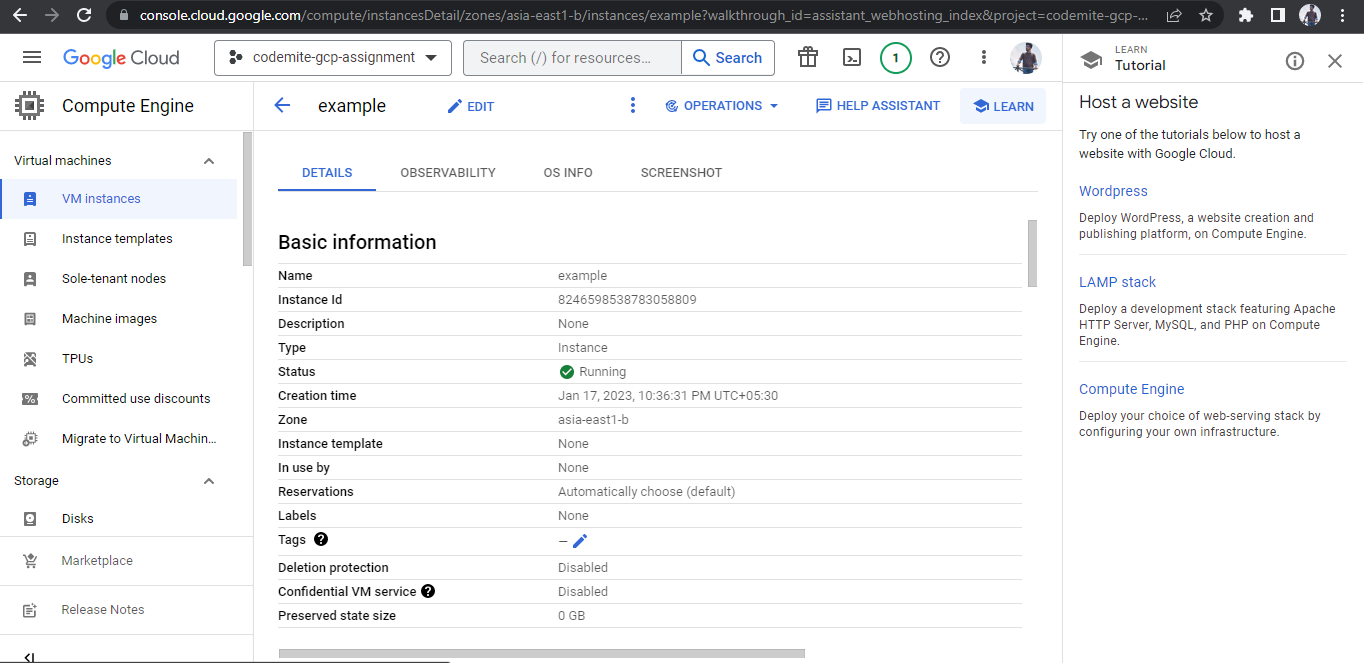 console.cloud.google.com/compute/instancesDetail/zones/asia-east1-b/instances/example?walkthrough_id=assistant_webhosting_index&project=codemite-gcp-...
Google Cloud
codemite-gcp-assignment
Search (/) for resources...
Search
1
LEARN
Tutorial
Compute Engine
example
EDIT
OPERATIONS
HELP ASSISTANT
LEARN
Virtual machines
VM instances
Instance templates
Sole-tenant nodes
Machine images
TPUs
Committed use discounts
Migrate to Virtual Machin...
Storage
Disks
Marketplace
Release Notes
DETAILS
OBSERVABILITY
OS INFO
SCREENSHOT
Basic information
Name example
Instance Id 8246598538783058809
Description None
Type Instance
Status Running
Creation time Jan 17, 2023, 10:36:31 PM UTC+05:30
Zone asia-east1-b
Instance template None
In use by None
Reservations Automatically choose (default)
Labels None
Tags ? –
Deletion protection Disabled
Confidential VM service ? Disabled
Preserved state size 0 GB
Host a website
Try one of the tutorials below to host a
website with Google Cloud.
Wordpress
Deploy WordPress, a website creation and
publishing platform, on Compute Engine.
LAMP stack
Deploy a development stack featuring Apache
HTTP Server, MySQL, and PHP on Compute
Engine.
Compute Engine
Deploy your choice of web-serving stack by
configuring your own infrastructure.